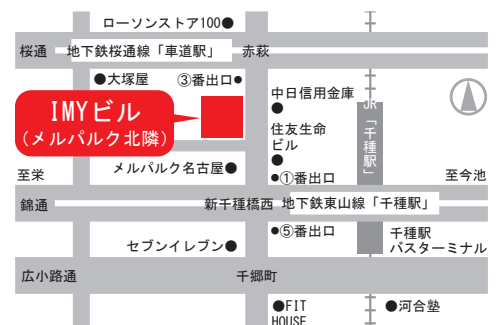 ローソンストア100●
桜通
地下鉄桜通線「車道駅」
赤萩
●大塚屋
③番出口●
中日信用金庫
●
JR「千種駅」
IMYビル
(メルパルク北隣)
住友生命
ビル
●
メルパルク名古屋●
●①番出口
至栄
至今池
錦通
新千種橋西
地下鉄東山線「千種駅」
●⑤番出口
千種駅
バスターミナル
セブンイレブン●
広小路通
千郷町
●FIT
HOUSE
●河合塾